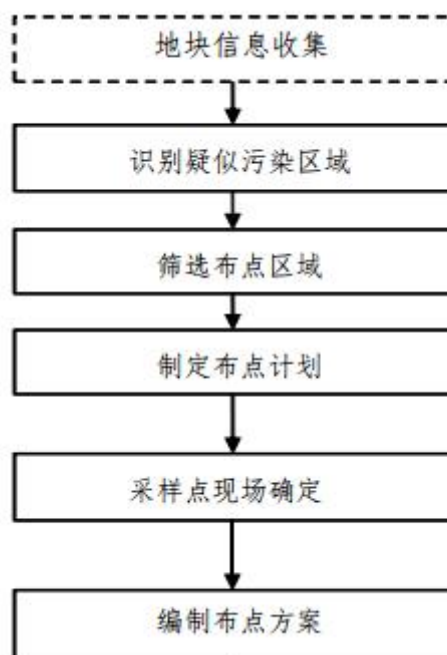 地块信息收集
识别疑似污染区域
筛选布点区域
制定布点计划
采样点现场确定
编制布点方案